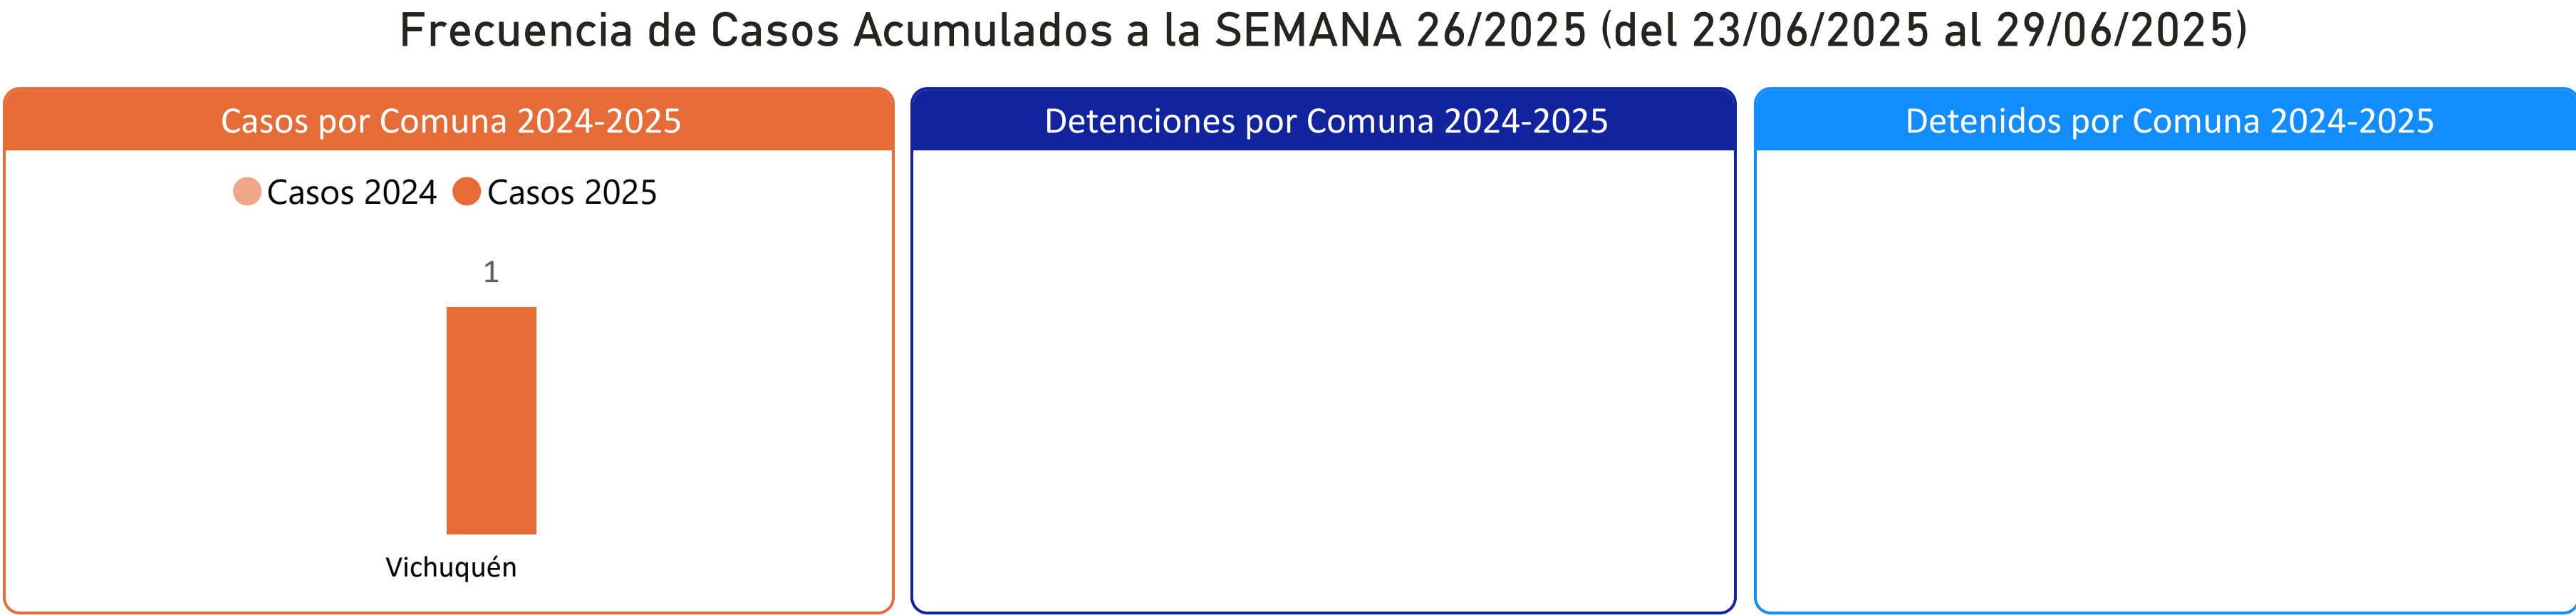 Frecuencia de Casos Acumulados a la SEMANA 26/2025 (del 23/06/2025 al 29/06/2025)
Casos por Comuna 2024-2025
Casos 2024 Casos 2025
1
Vichuquén
Detenciones por Comuna 2024-2025
Detenidos por Comuna 2024-2025